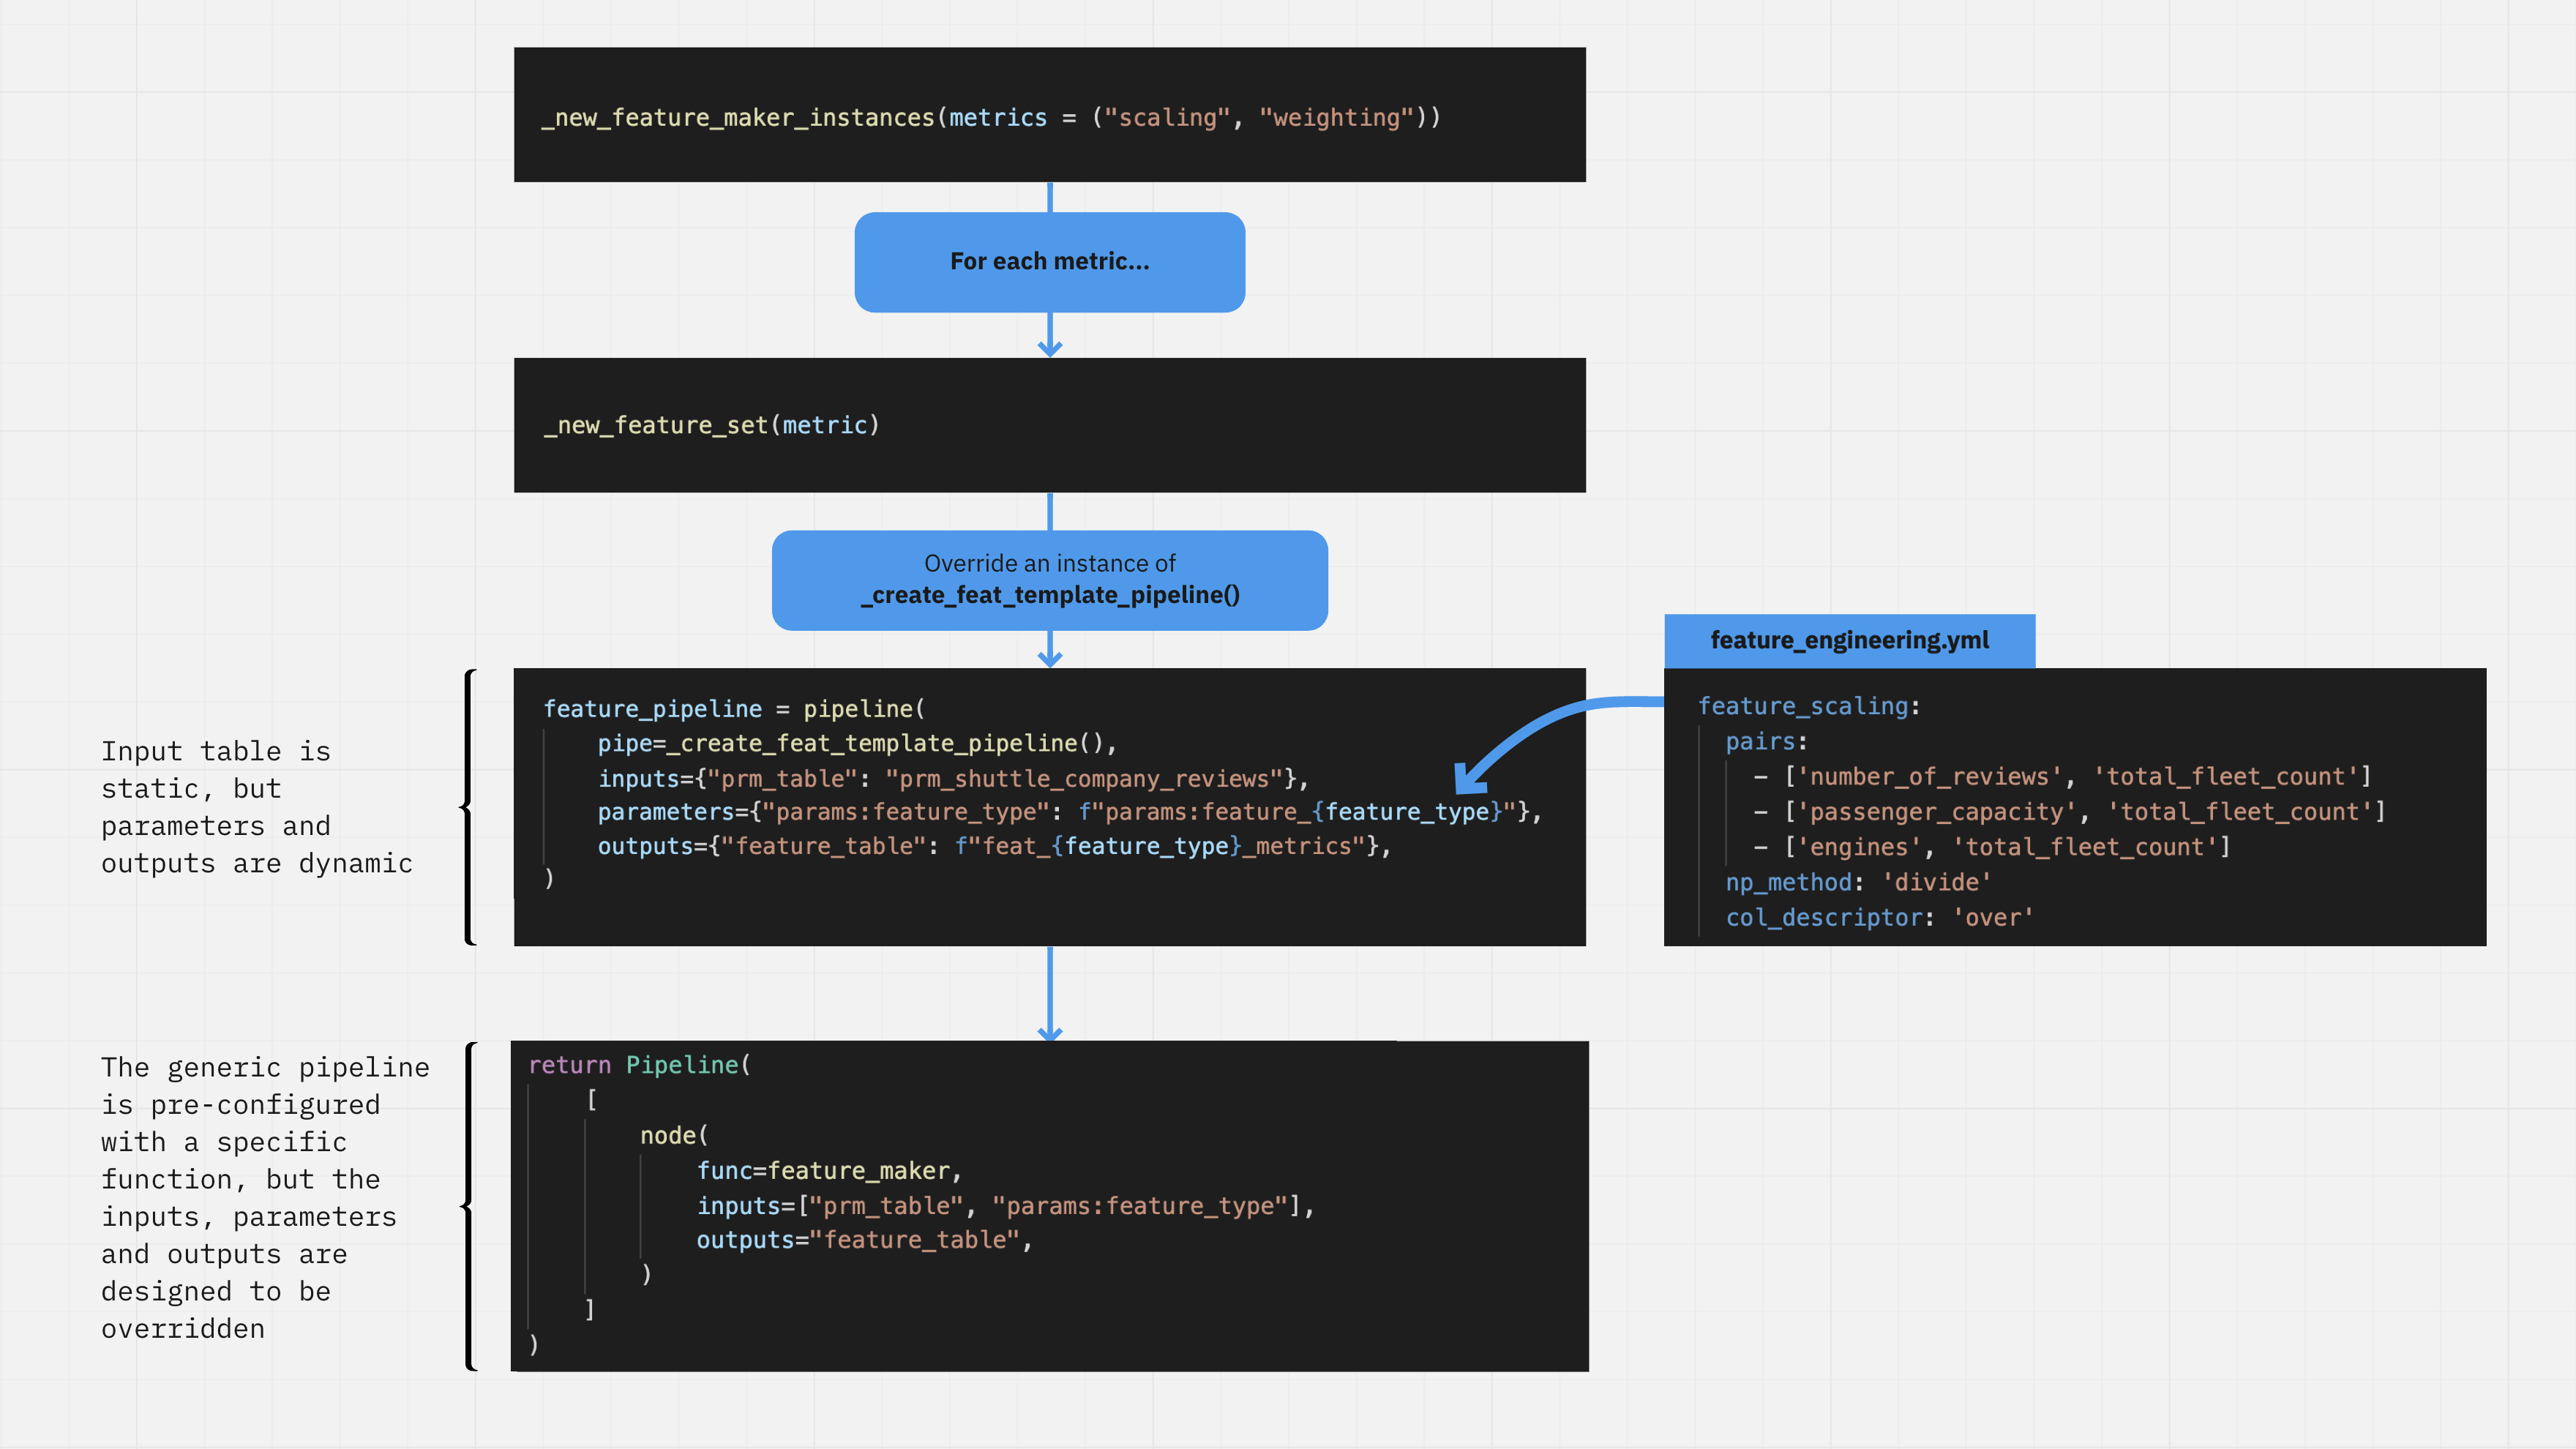 _new_feature_maker_instances(metrics = ("scaling", "weighting"))
For each metric...
_new_feature_set(metric)
Override an instance of
_create_feat_template_pipeline()
Input table is
static, but
parameters and
outputs are dynamic
feature_pipeline = pipeline(
    pipe=_create_feat_template_pipeline(),
    inputs={"prm_table": "prm_shuttle_company_reviews"},
    parameters={"params:feature_type": f"params:feature_{feature_type}"},
    outputs={"feature_table": f"feat_{feature_type}_metrics"},
)
feature_engineering.yml
feature_scaling:
  pairs:
    - ['number_of_reviews', 'total_fleet_count']
    - ['passenger_capacity', 'total_fleet_count']
    - ['engines', 'total_fleet_count']
  np_method: 'divide'
  col_descriptor: 'over'
The generic pipeline
is pre-configured
with a specific
function, but the
inputs, parameters
and outputs are
designed to be
overridden
return Pipeline(
    [
        node(
            func=feature_maker,
            inputs=["prm_table", "params:feature_type"],
            outputs="feature_table",
        )
    ]
)